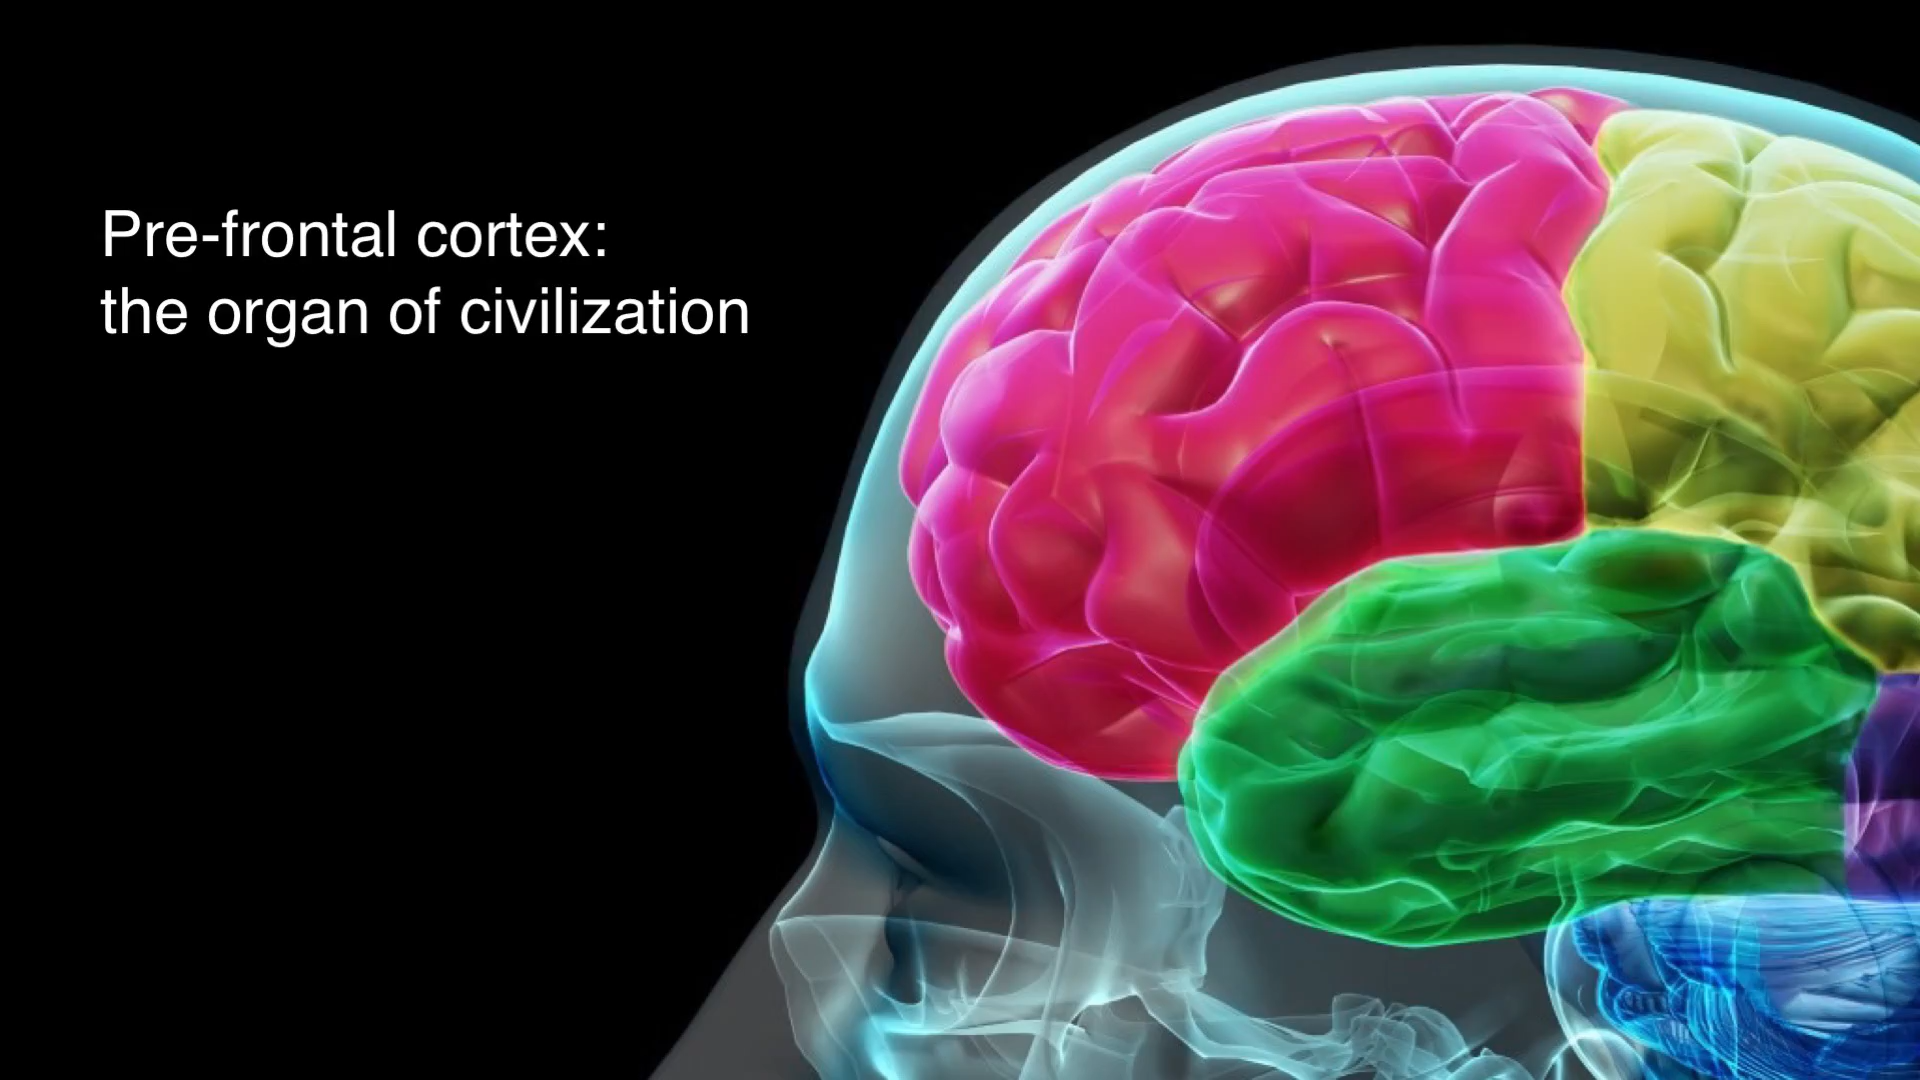 Pre-frontal cortex:
the organ of civilization